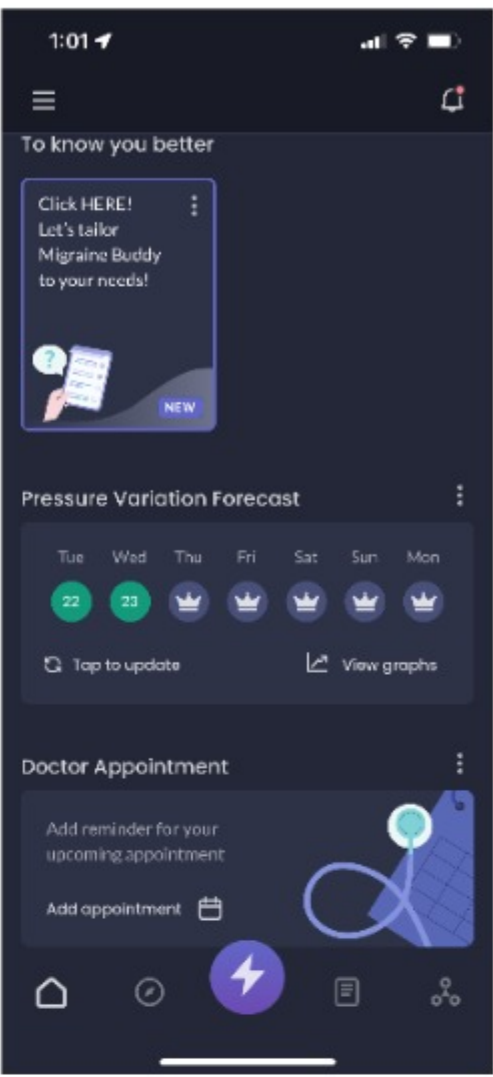 1:01
To know you better
Click HERE!
Let's tailor
Migraine Buddy
to your needs!
?
NEW
Pressure Variation Forecast
Tue Wed Thu Fri Sat Sun Mon
22 23
Tap to update View graphs
Doctor Appointment
Add reminder for your
upcoming appointment
Add appointment